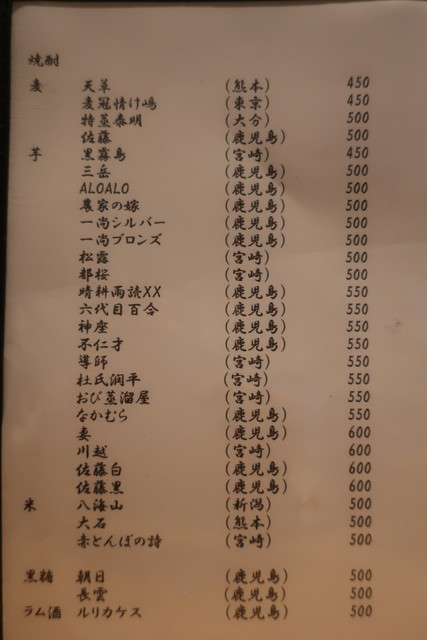 焼酎
麦 天草 (熊本) 450
麦冠情け嶋 (東京) 450
特蒸泰明 (大分) 500
佐藤 (鹿児島) 500
芋 黒霧島 (宮崎) 450
三岳 (鹿児島) 500
ALOALO (鹿児島) 500
農家の嫁 (鹿児島) 500
一尚シルバー (鹿児島) 500
一尚ブロンズ (鹿児島) 500
松露 (宮崎) 500
都桜 (宮崎) 500
晴耕雨読XX (鹿児島) 550
六代目百合 (鹿児島) 550
神座 (鹿児島) 550
不仁才 (鹿児島) 550
導師 (宮崎) 550
杜氏潤平 (宮崎) 550
おび蒸溜屋 (宮崎) 550
なかむら (鹿児島) 550
妻 (鹿児島) 600
川越 (宮崎) 600
佐藤白 (鹿児島) 600
佐藤黒 (鹿児島) 600
米 八海山 (新潟) 500
大石 (熊本) 500
赤とんぼの詩 (宮崎) 500
黒糖 朝日 (鹿児島) 500
長雲 (鹿児島) 500
ラム酒 ルリカケス (鹿児島) 500